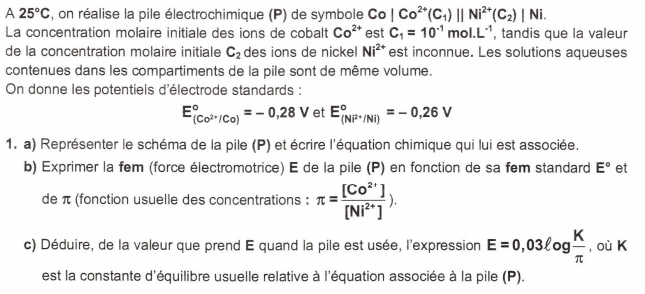 A 25°C, on réalise la pile électrochimique (P) de symbole Co | Co²⁺(C₁) || Ni²⁺(C₂) | Ni.
La concentration molaire initiale des ions de cobalt Co²⁺ est C₁ = 10⁻¹ mol.L⁻¹, tandis que la valeur
de la concentration molaire initiale C₂ des ions de nickel Ni²⁺ est inconnue. Les solutions aqueuses
contenues dans les compartiments de la pile sont de même volume.
On donne les potentiels d'électrode standards :
E°(Co²⁺/Co) = – 0,28 V et E°(Ni²⁺/Ni) = – 0,26 V
1. a) Représenter le schéma de la pile (P) et écrire l'équation chimique qui lui est associée.
b) Exprimer la fem (force électromotrice) E de la pile (P) en fonction de sa fem standard E° et
de π (fonction usuelle des concentrations : π = [Co²⁺] / [Ni²⁺] ).
c) Déduire, de la valeur que prend E quand la pile est usée, l'expression E = 0,03ℓog K/π , où K
est la constante d'équilibre usuelle relative à l'équation associée à la pile (P).